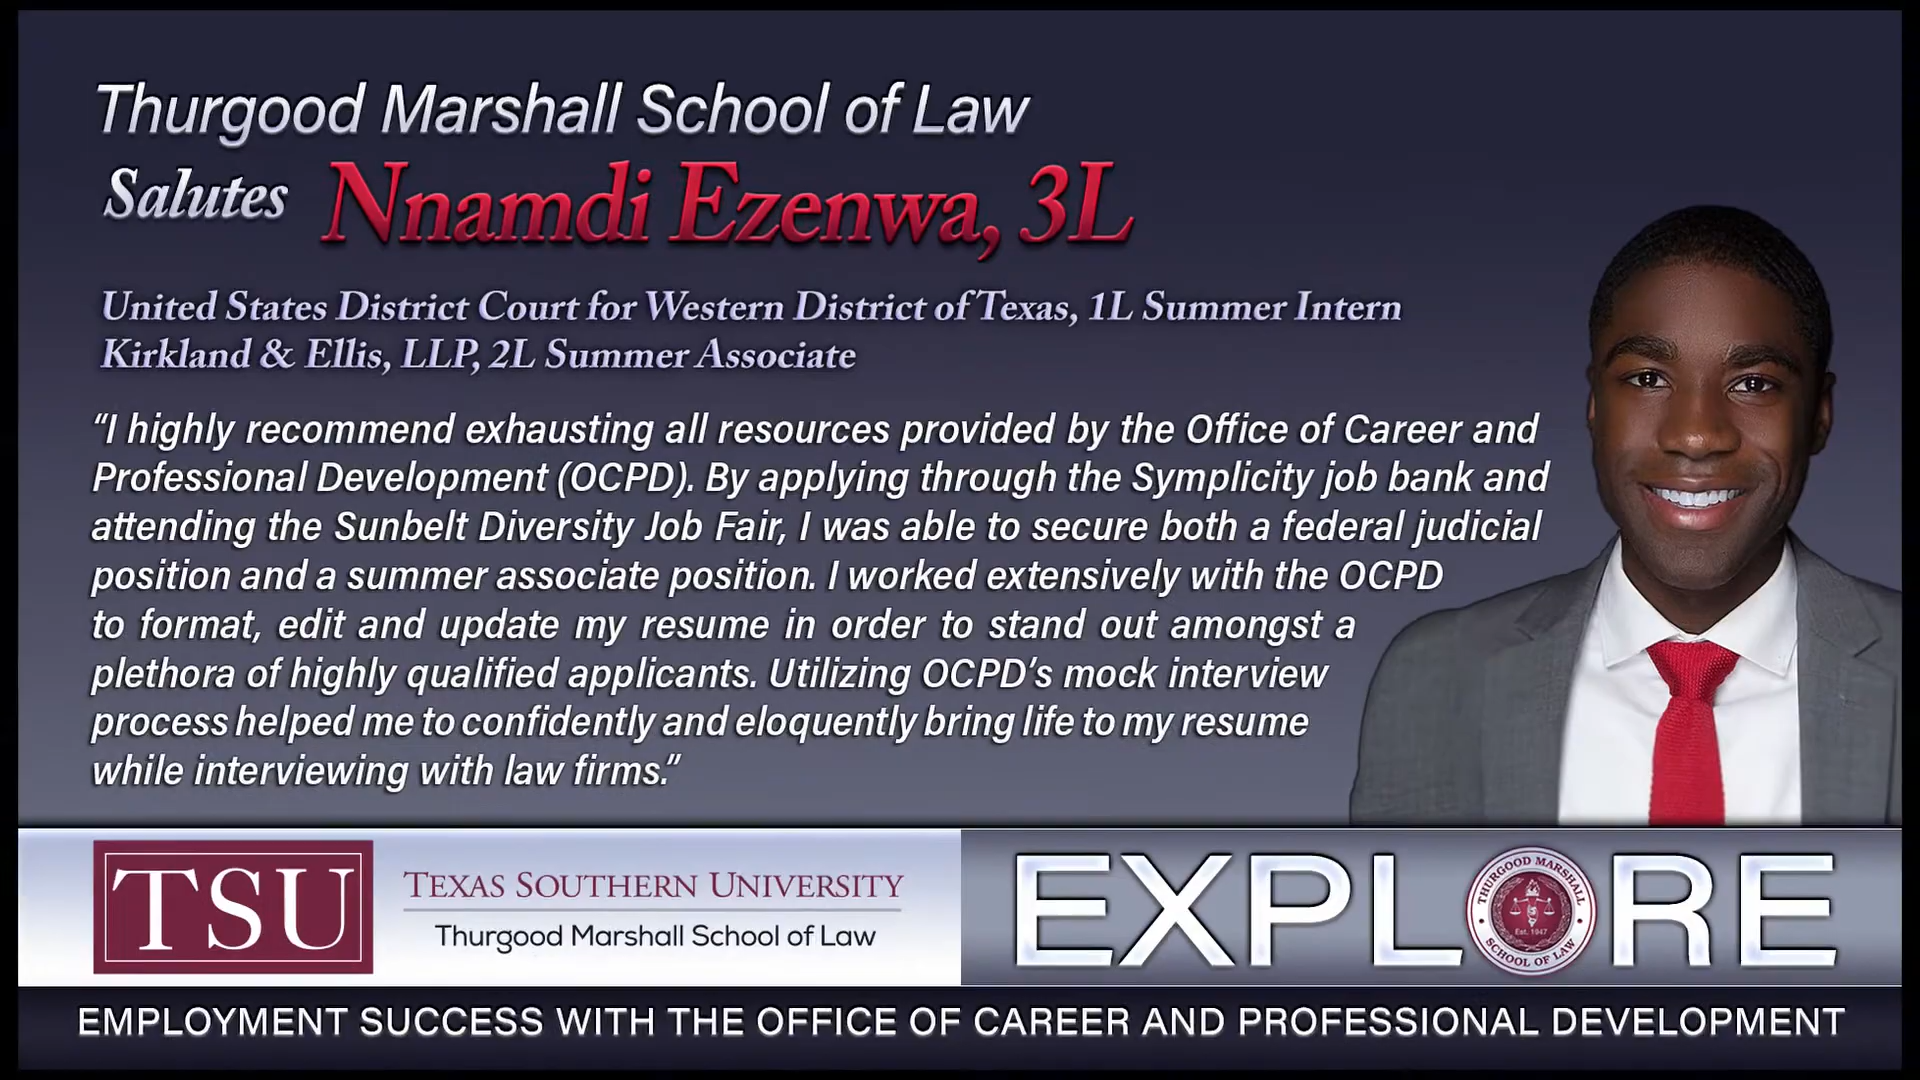 Thurgood Marshall School of Law
Salutes Nnamdi Ezenwa, 3L
United States District Court for Western District of Texas, 1L Summer Intern
Kirkland & Ellis, LLP, 2L Summer Associate
“I highly recommend exhausting all resources provided by the Office of Career and
Professional Development (OCPD). By applying through the Symplicity job bank and
attending the Sunbelt Diversity Job Fair, I was able to secure both a federal judicial
position and a summer associate position. I worked extensively with the OCPD
to format, edit and update my resume in order to stand out amongst a
plethora of highly qualified applicants. Utilizing OCPD’s mock interview
process helped me to confidently and eloquently bring life to my resume
while interviewing with law firms.”
TSU
TEXAS SOUTHERN UNIVERSITY
Thurgood Marshall School of Law
EXPLORE
THURGOOD MARSHALL
Est. 1947
SCHOOL OF LAW
EMPLOYMENT SUCCESS WITH THE OFFICE OF CAREER AND PROFESSIONAL DEVELOPMENT